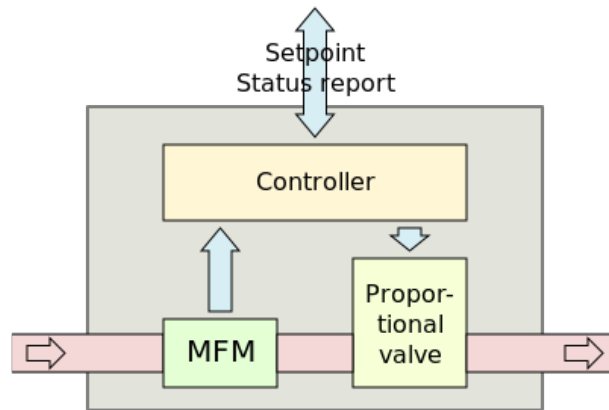 Setpoint
Status report
Controller
MFM
Propor-
tional
valve